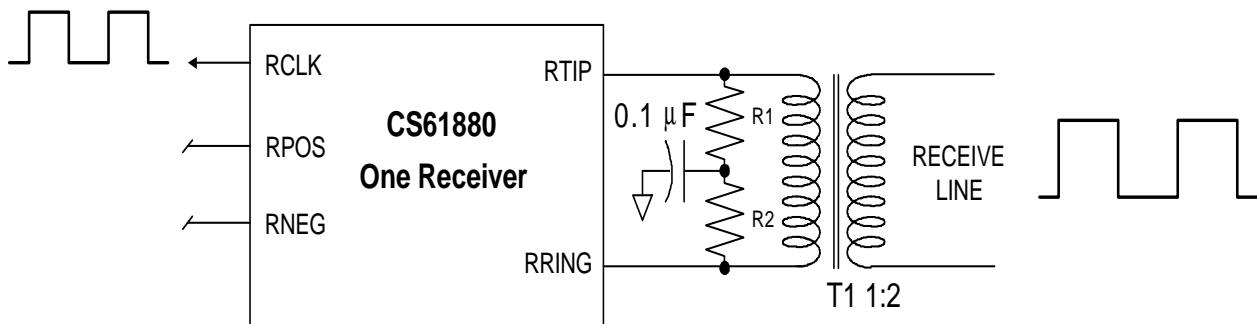 RCLK
RPOS
RNEG
CS61880
One Receiver
RTIP
RRING
0.1 μF
R1
R2
T1 1:2
RECEIVE
LINE